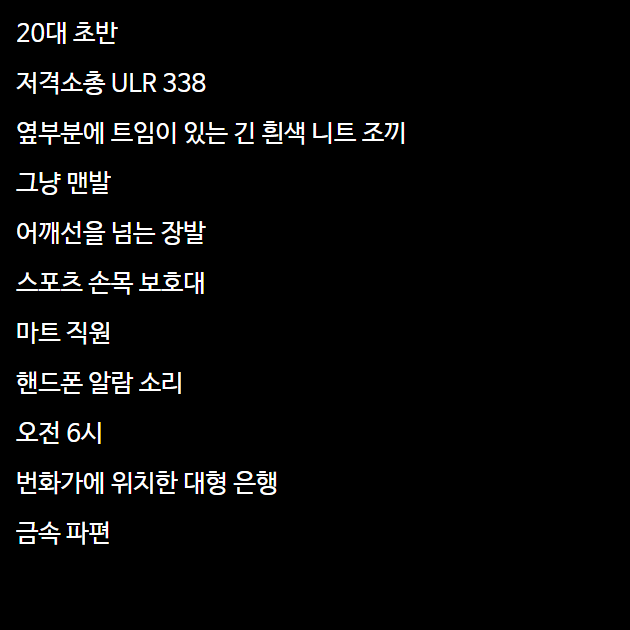 20대 초반
저격소총 ULR 338
옆부분에 트임이 있는 긴 흰색 니트 조끼
그냥 맨발
어깨선을 넘는 장발
스포츠 손목 보호대
마트 직원
핸드폰 알람 소리
오전 6시
번화가에 위치한 대형 은행
금속 파편